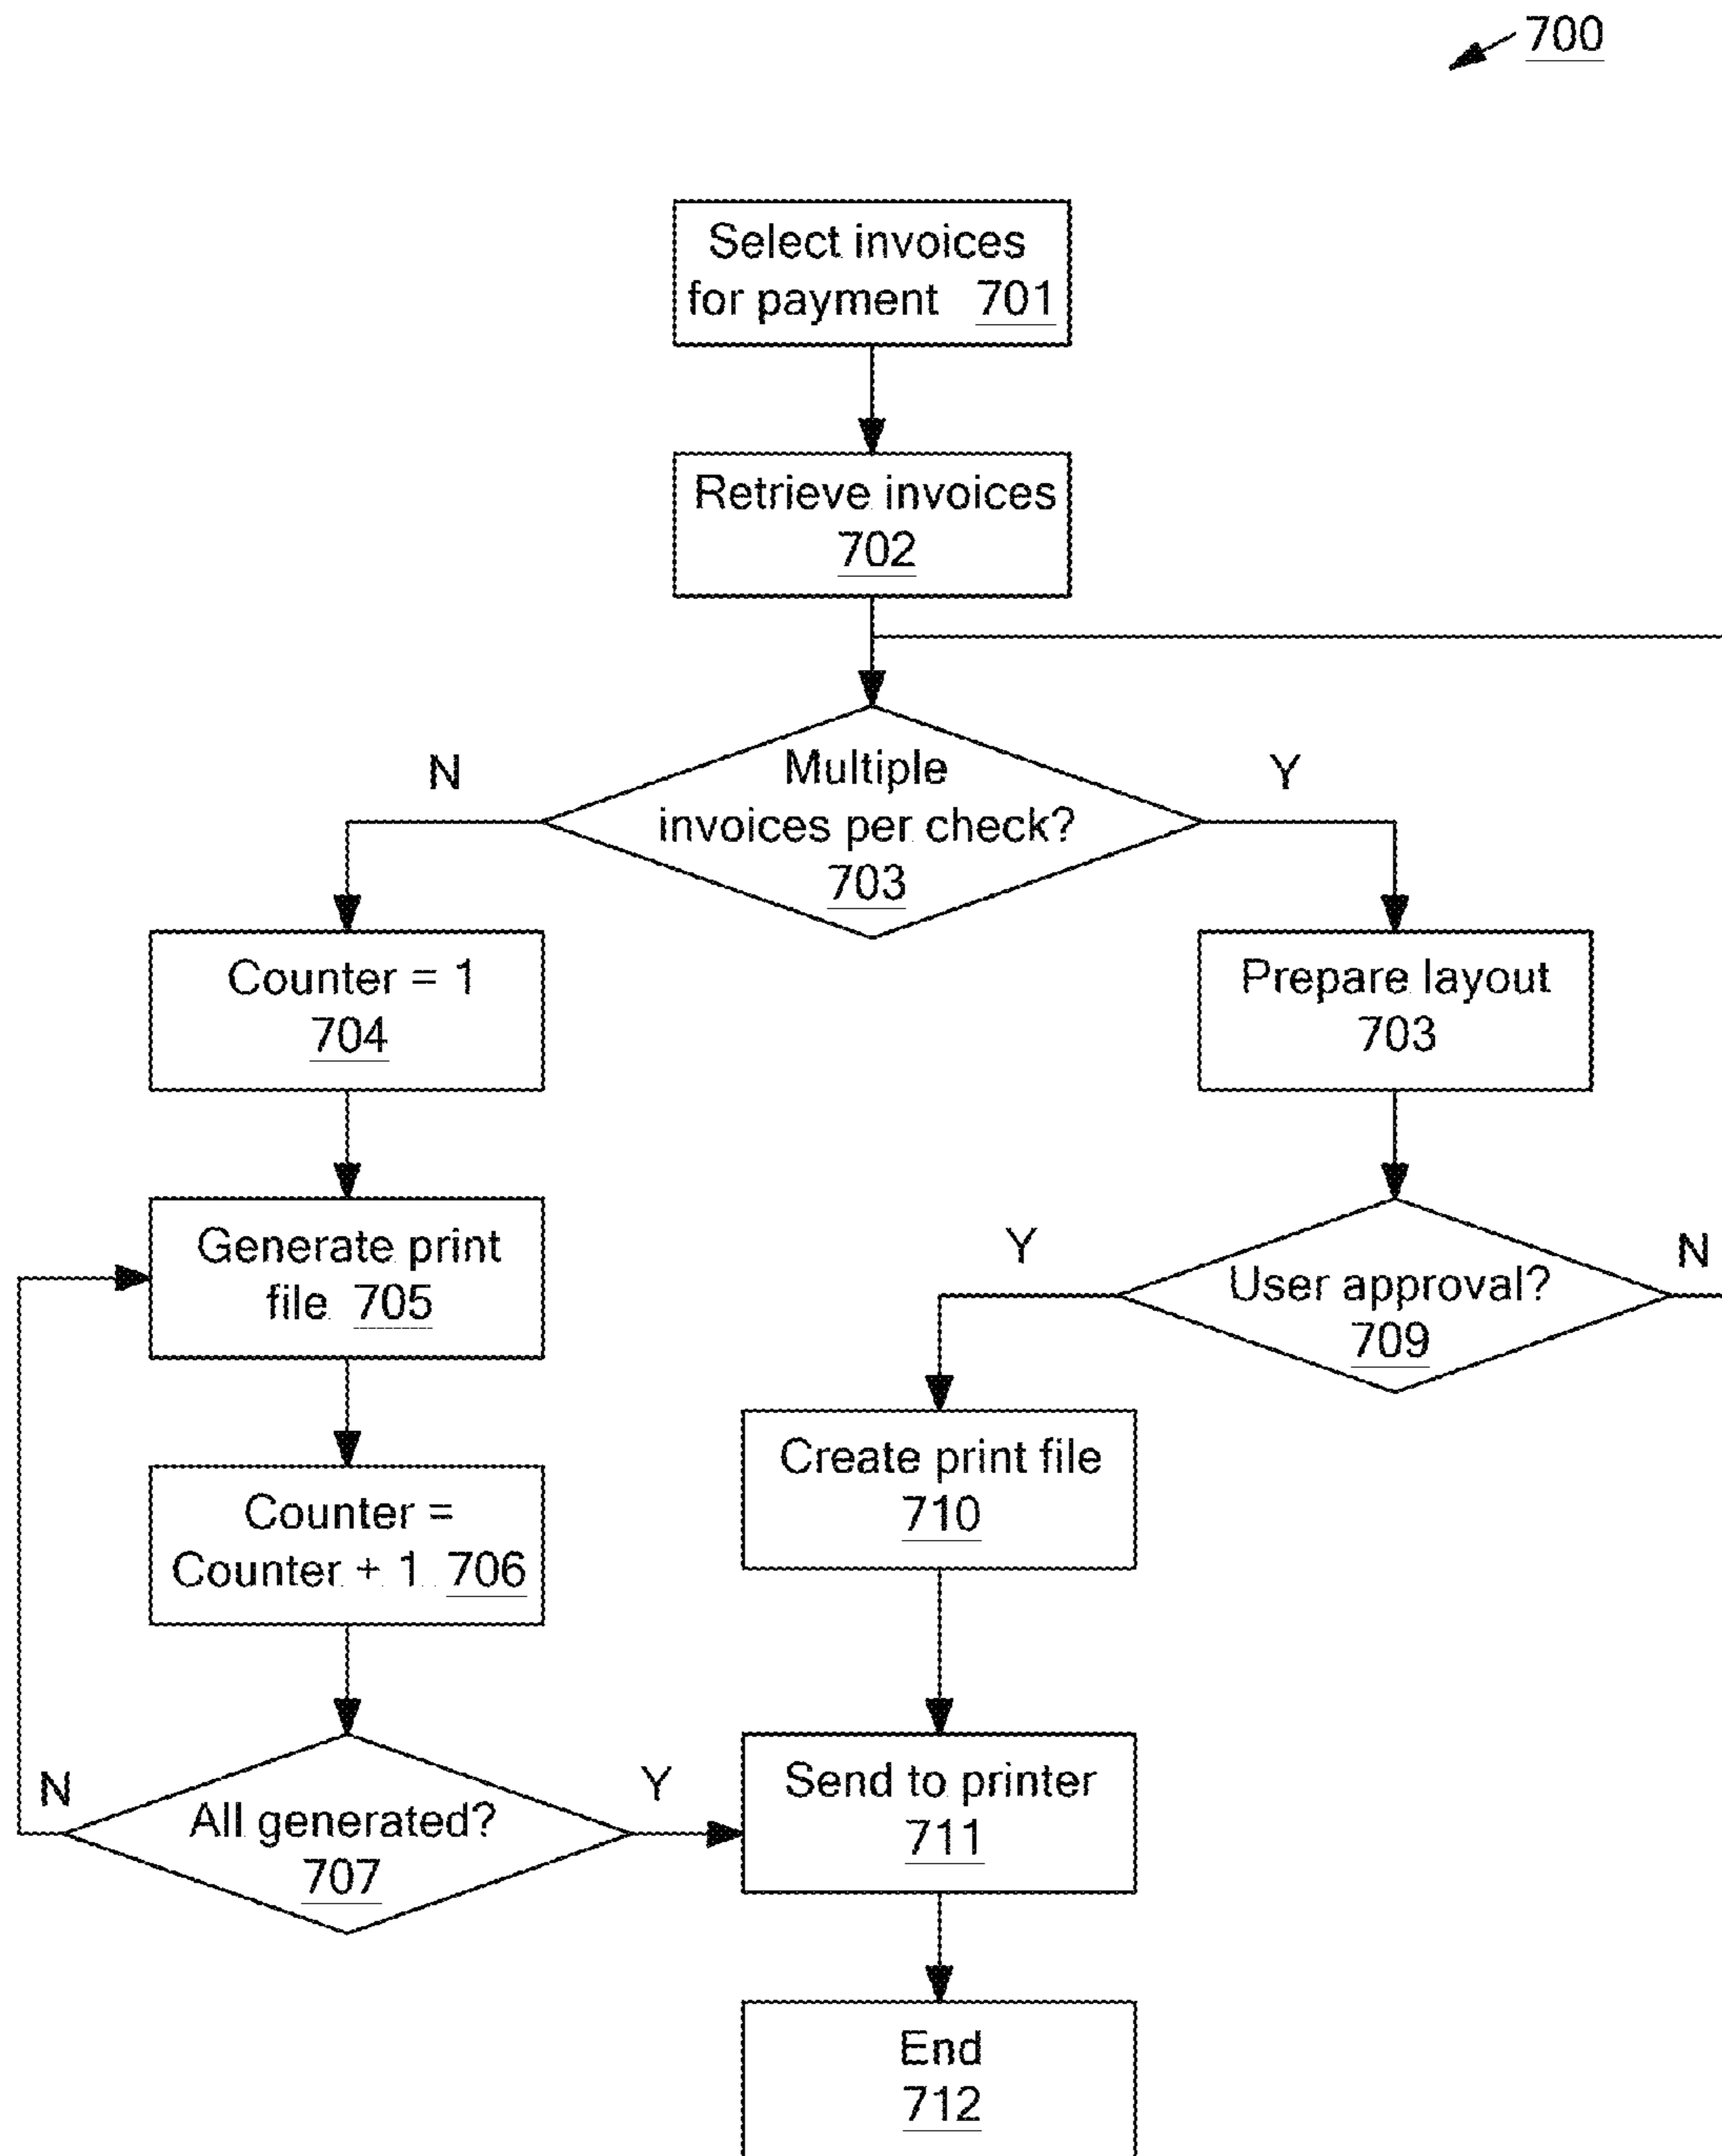 700
Select invoices
for payment 701
Retrieve invoices
702
N
Y
Multiple
invoices per check?
703
Counter = 1
704
Prepare layout
703
Generate print
file 705
Y
N
User approval?
709
Create print file
710
Counter =
Counter + 1 706
N
Y
All generated?
707
Send to printer
711
End
712